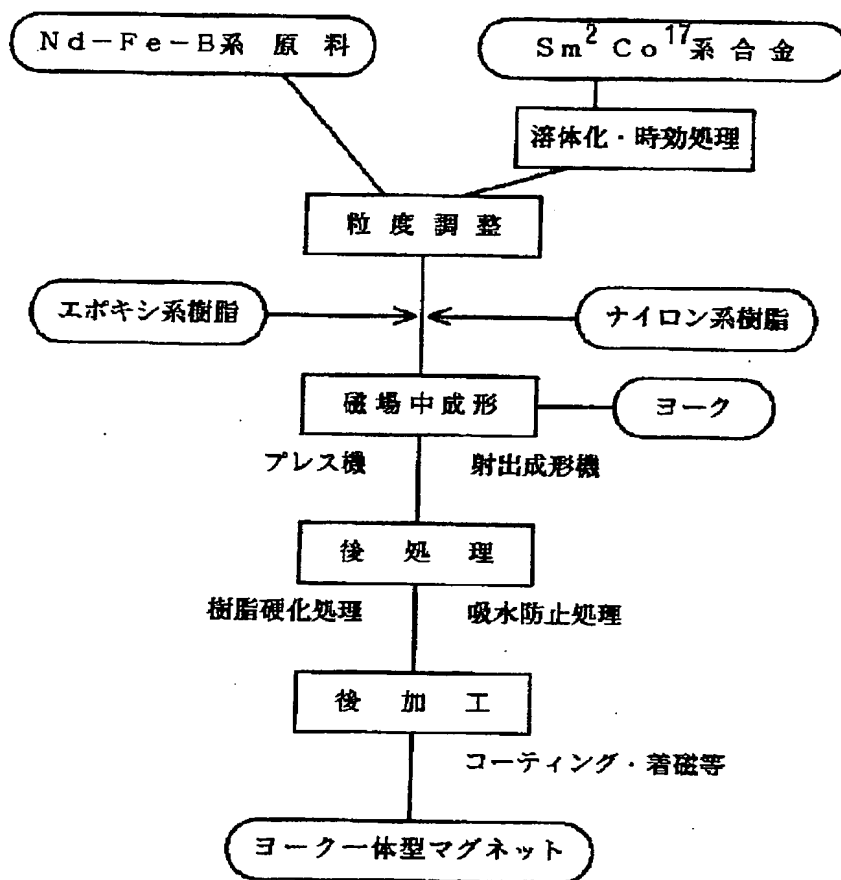 Nd-Fe-B系 原料
Sm²Co¹⁷系合金
溶体化・時効処理
粒度調整
エポキシ系樹脂
ナイロン系樹脂
磁場中成形
ヨーク
プレス機
射出成形機
後処理
樹脂硬化処理
吸水防止処理
後加工
コーティング・着磁等
ヨーク一体型マグネット